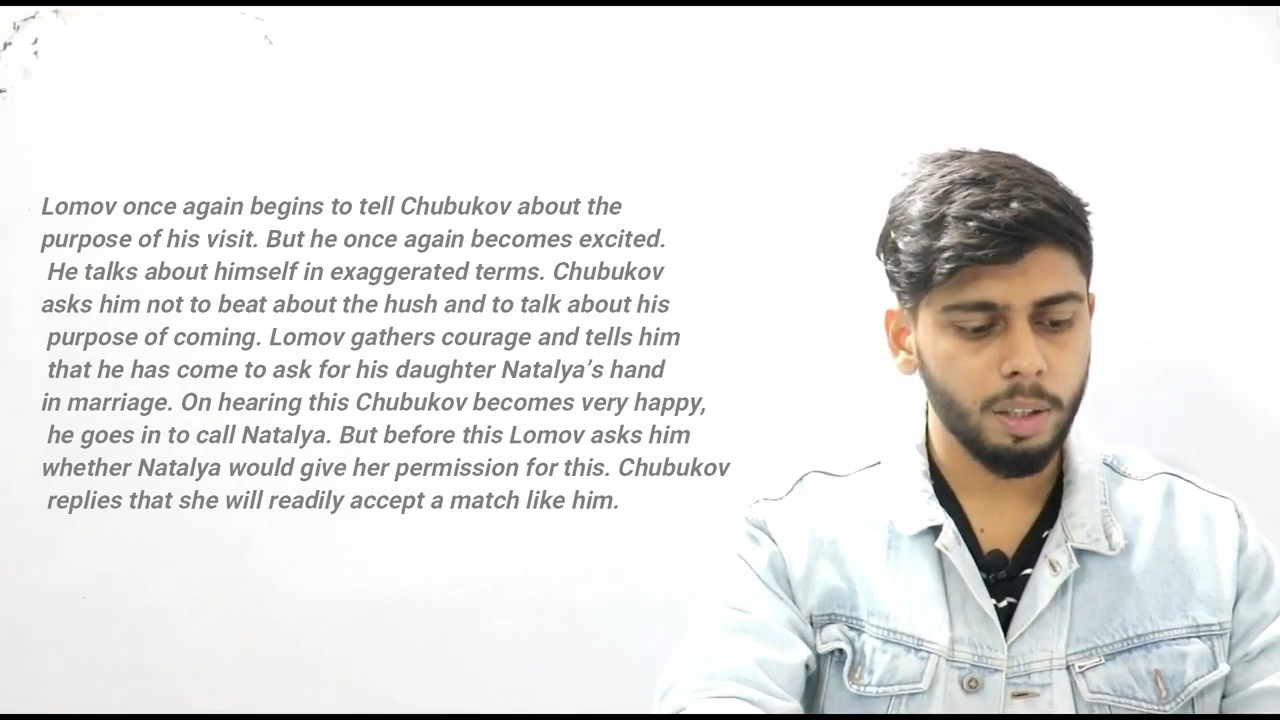 Lomov once again begins to tell Chubukov about the
purpose of his visit. But he once again becomes excited.
He talks about himself in exaggerated terms. Chubukov
asks him not to beat about the hush and to talk about his
purpose of coming. Lomov gathers courage and tells him
that he has come to ask for his daughter Natalya’s hand
in marriage. On hearing this Chubukov becomes very happy,
he goes in to call Natalya. But before this Lomov asks him
whether Natalya would give her permission for this. Chubukov
replies that she will readily accept a match like him.